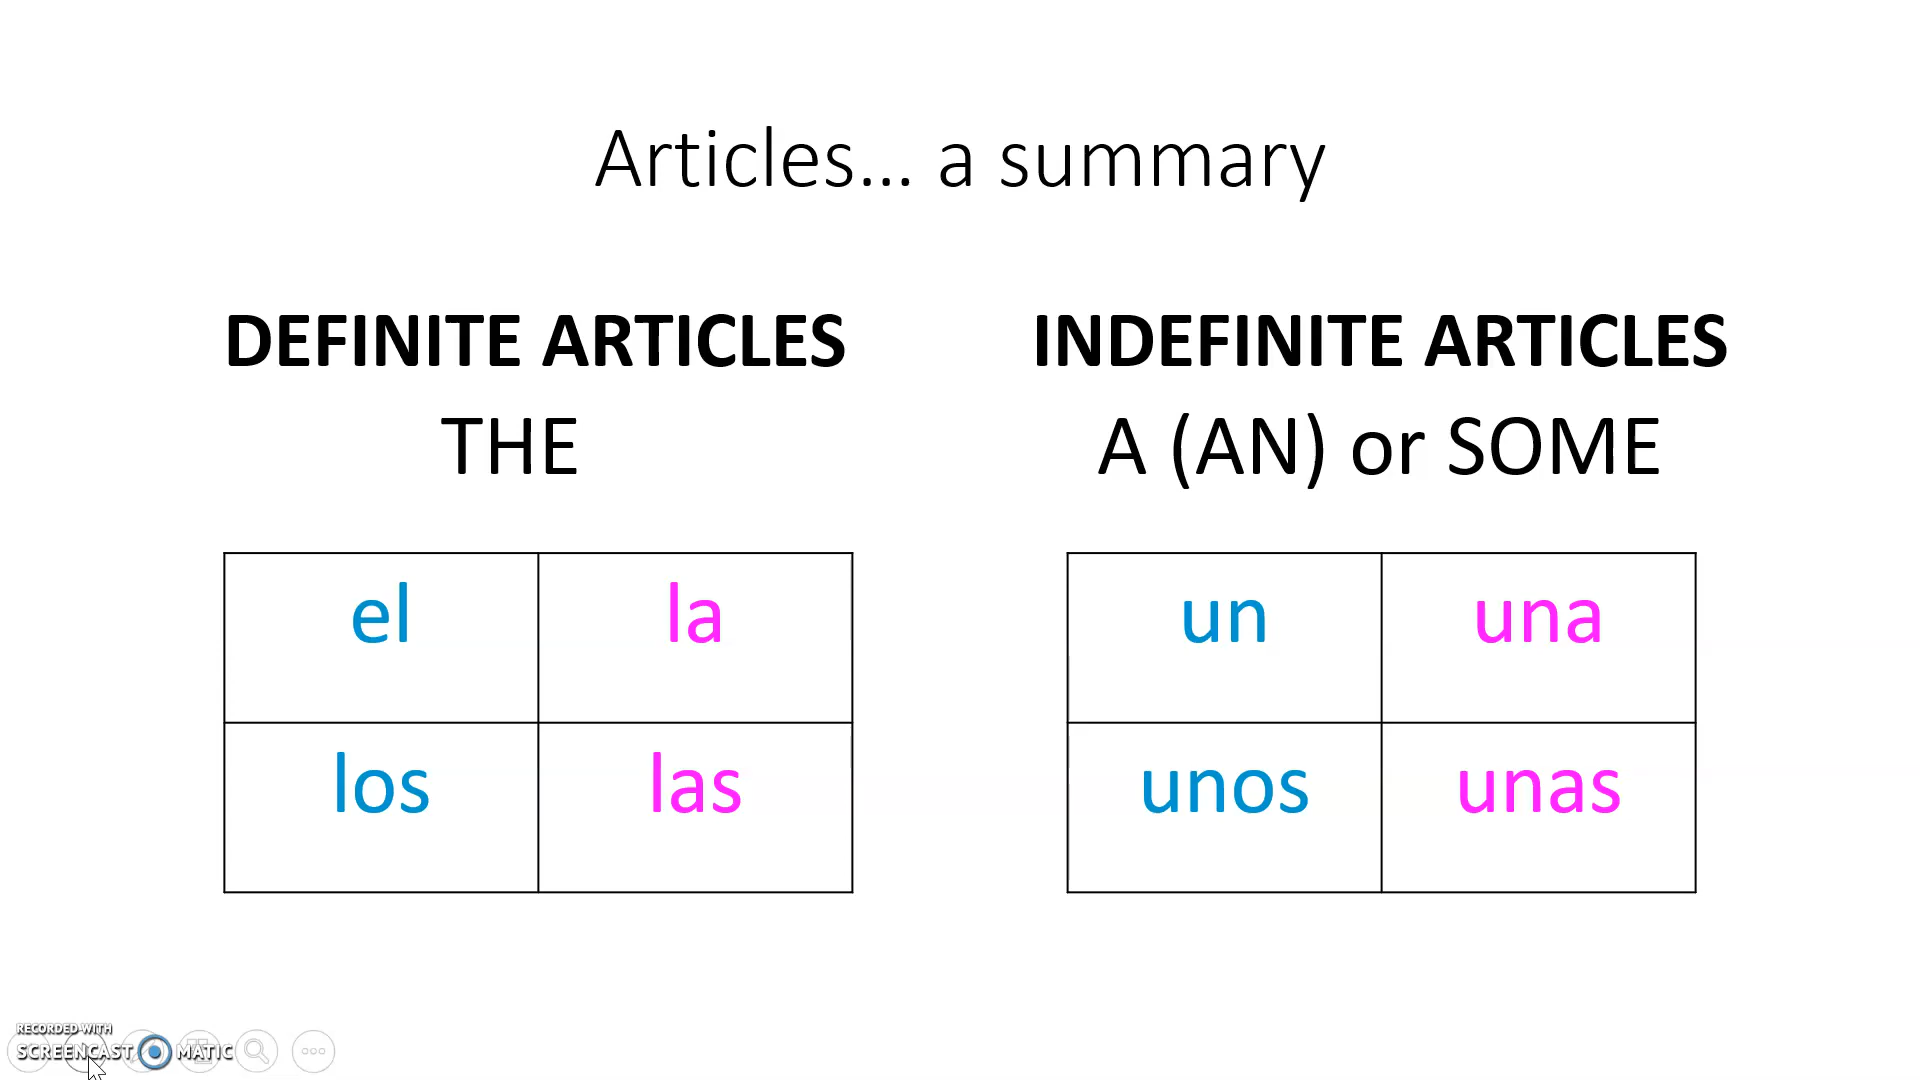 Articles... a summary
DEFINITE ARTICLES
THE
el la
los las
INDEFINITE ARTICLES
A (AN) or SOME
un una
unos unas
RECORDED WITH
SCREENCAST MATIC